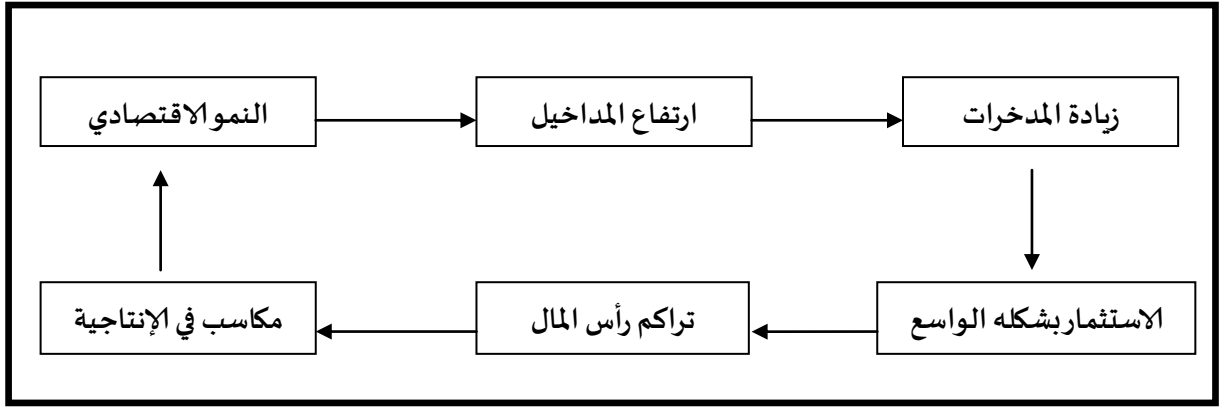 النمو الاقتصادي
ارتفاع المداخيل
زيادة المدخرات
الاستثمار بشكله الواسع
تراكم رأس المال
مكاسب في الإنتاجية